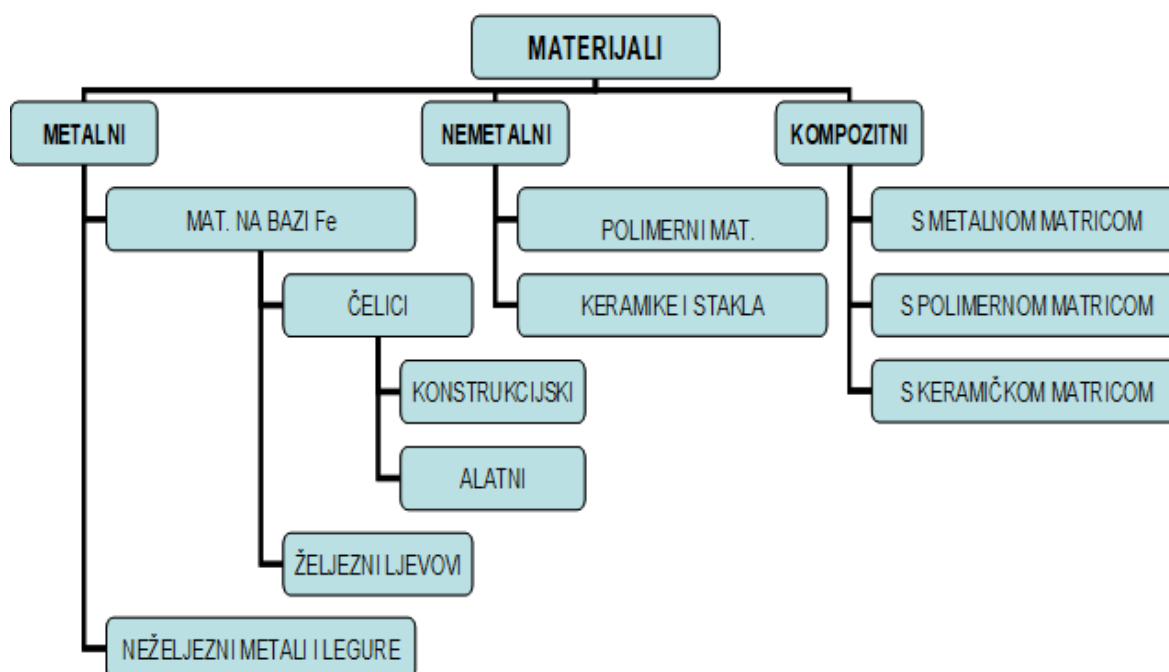 MATERIJALI
METALNI
NEMETALNI
KOMPOZITNI
MAT. NA BAZI Fe
POLIMERNI MAT.
S METALNOM MATRICOM
ČELICI
KERAMIKE I STAKLA
S POLIMERNOM MATRICOM
KONSTRUKCIJSKI
S KERAMIČKOM MATRICOM
ALATNI
ŽELJEZNI LJEVOVI
NEŽELJEZNI METALI I LEGURE